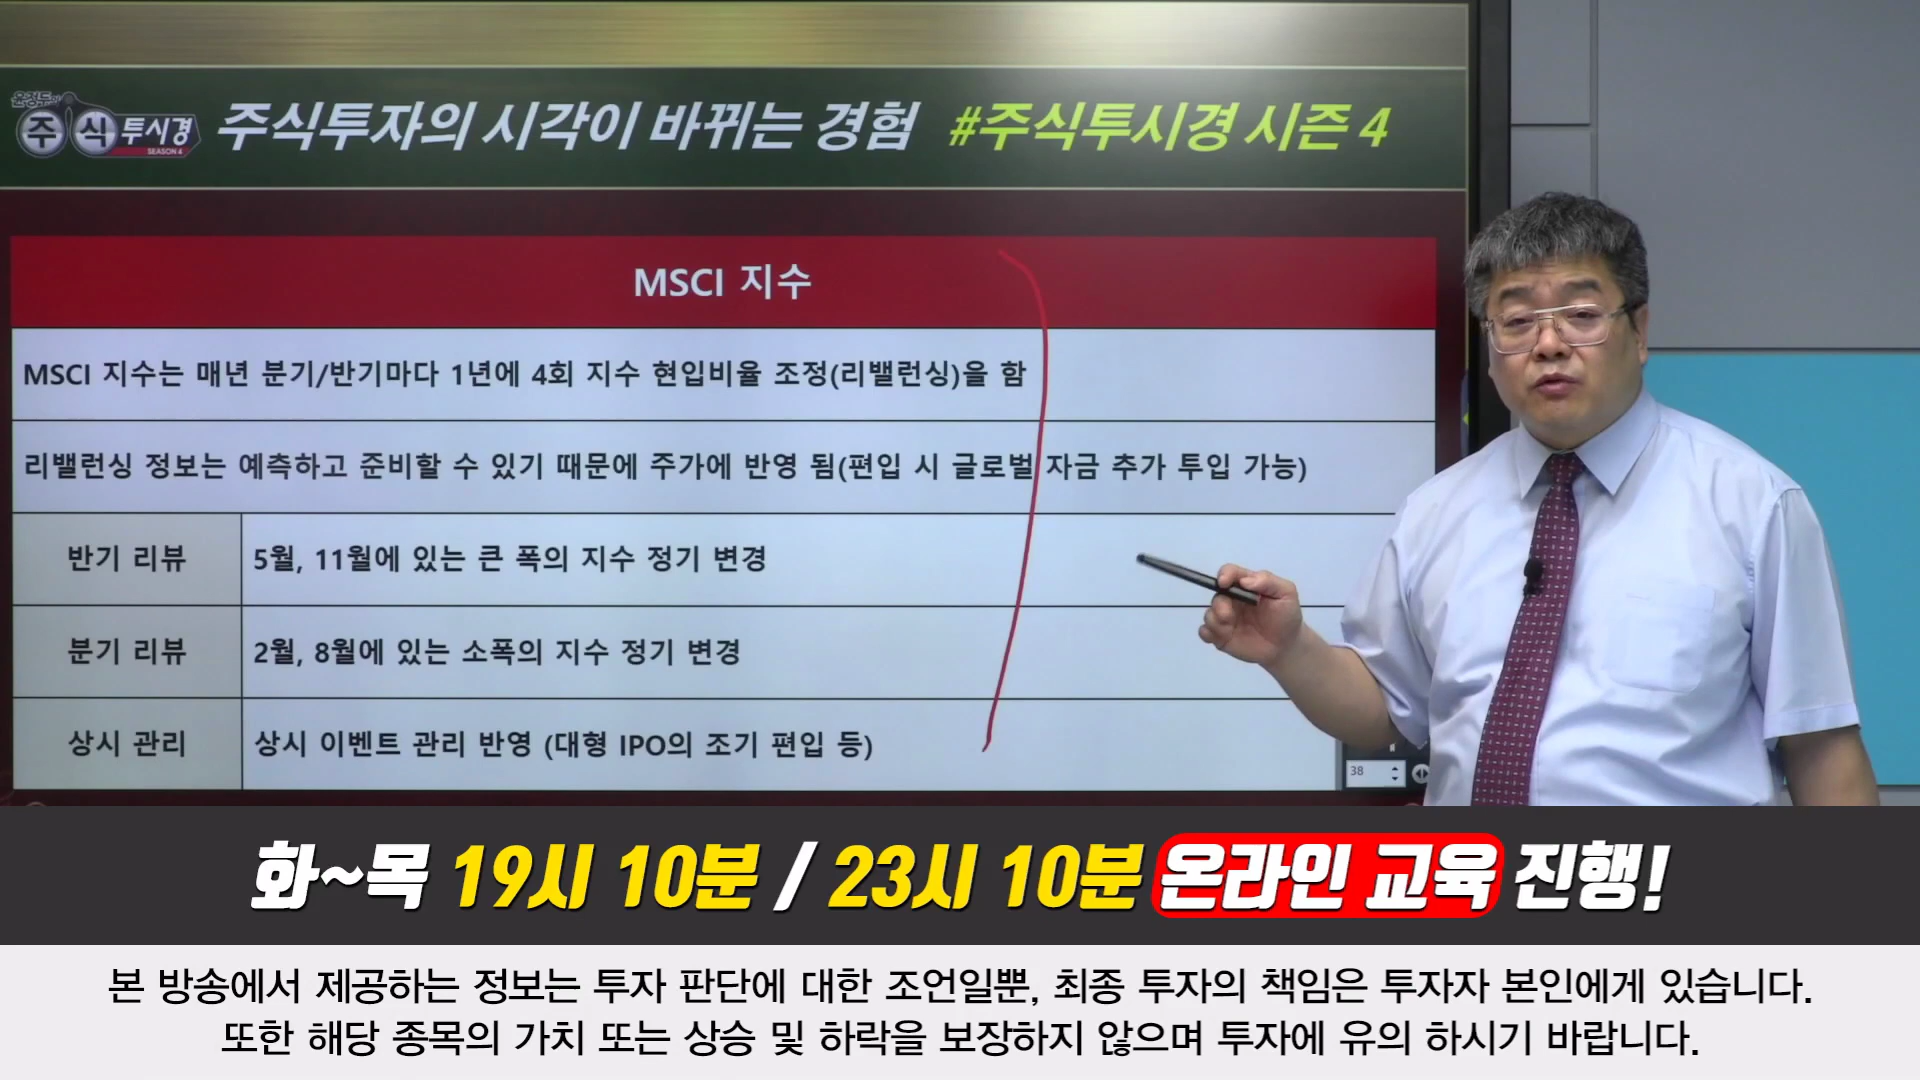 윤정두의
주식투시경
SEASON 4
주식투자의 시각이 바뀌는 경험 #주식투시경 시즌 4
MSCI 지수
MSCI 지수는 매년 분기/반기마다 1년에 4회 지수 현입비율 조정(리밸런싱)을 함
리밸런싱 정보는 예측하고 준비할 수 있기 때문에 주가에 반영 됨(편입 시 글로벌 자금 추가 투입 가능)
반기 리뷰
5월, 11월에 있는 큰 폭의 지수 정기 변경
분기 리뷰
2월, 8월에 있는 소폭의 지수 정기 변경
상시 관리
상시 이벤트 관리 반영 (대형 IPO의 조기 편입 등)
38
화~목 19시 10분 / 23시 10분 온라인 교육 진행!
본 방송에서 제공하는 정보는 투자 판단에 대한 조언일뿐, 최종 투자의 책임은 투자자 본인에게 있습니다.
또한 해당 종목의 가치 또는 상승 및 하락을 보장하지 않으며 투자에 유의 하시기 바랍니다.